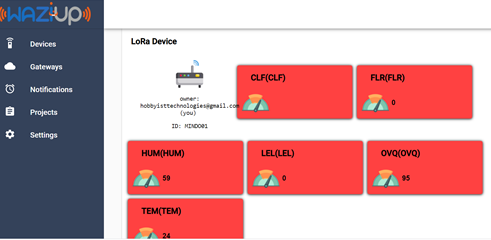 WAZIUP
Devices
Gateways
Notifications
Projects
Settings
LoRa Device
owner:
hobbyisttechnologies@gmail.com
(you)
ID: MINDO01
CLF(CLF)
FLR(FLR)
0
HUM(HUM)
59
LEL(LEL)
0
OVQ(OVQ)
95
TEM(TEM)
24